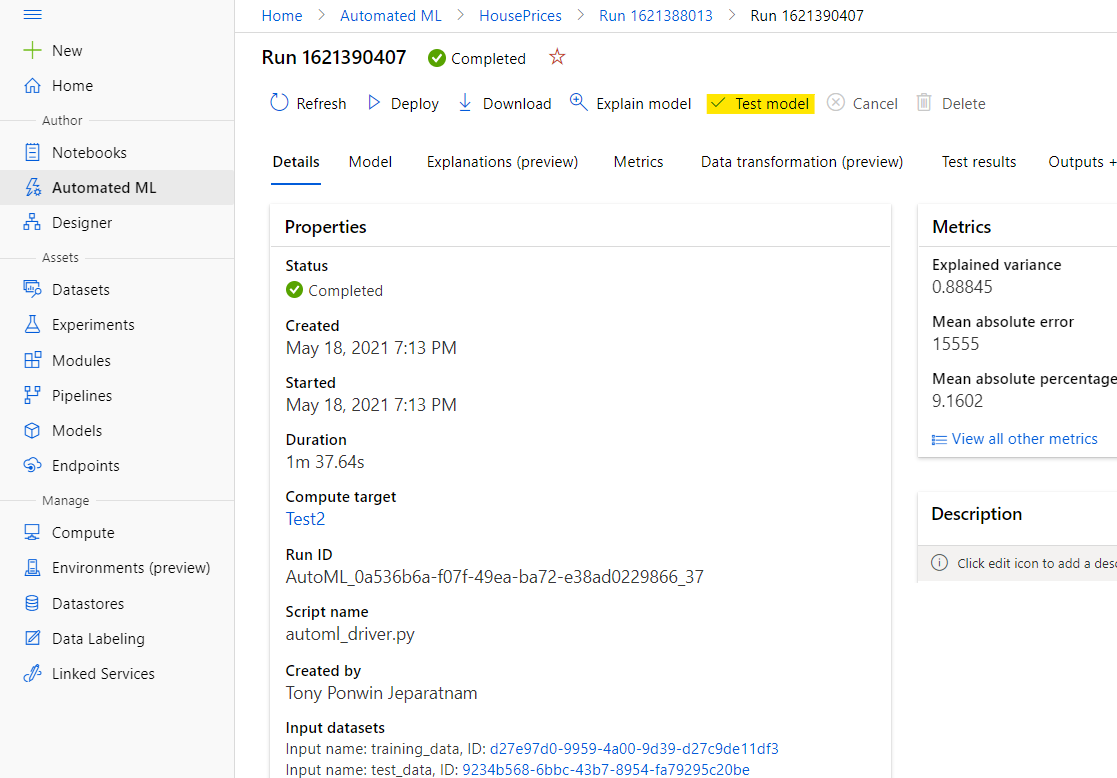 Home > Automated ML > HousePrices > Run 1621388013 > Run 1621390407
New
Home
Author
Notebooks
Automated ML
Designer
Assets
Datasets
Experiments
Modules
Pipelines
Models
Endpoints
Manage
Compute
Environments (preview)
Datastores
Data Labeling
Linked Services
Run 1621390407 Completed
Refresh Deploy Download Explain model Test model Cancel Delete
Details Model Explanations (preview) Metrics Data transformation (preview) Test results Outputs +
Properties
Status
Completed
Created
May 18, 2021 7:13 PM
Started
May 18, 2021 7:13 PM
Duration
1m 37.64s
Compute target
Test2
Run ID
AutoML_0a536b6a-f07f-49ea-ba72-e38ad0229866_37
Script name
automl_driver.py
Created by
Tony Ponwin Jeparatnam
Input datasets
Input name: training_data, ID: d27e97d0-9959-4a00-9d39-d27c9de11df3
Input name: test_data, ID: 9234b568-6bbc-43b7-8954-fa79295c20be
Metrics
Explained variance
0.88845
Mean absolute error
15555
Mean absolute percentage
9.1602
View all other metrics
Description
Click edit icon to add a des